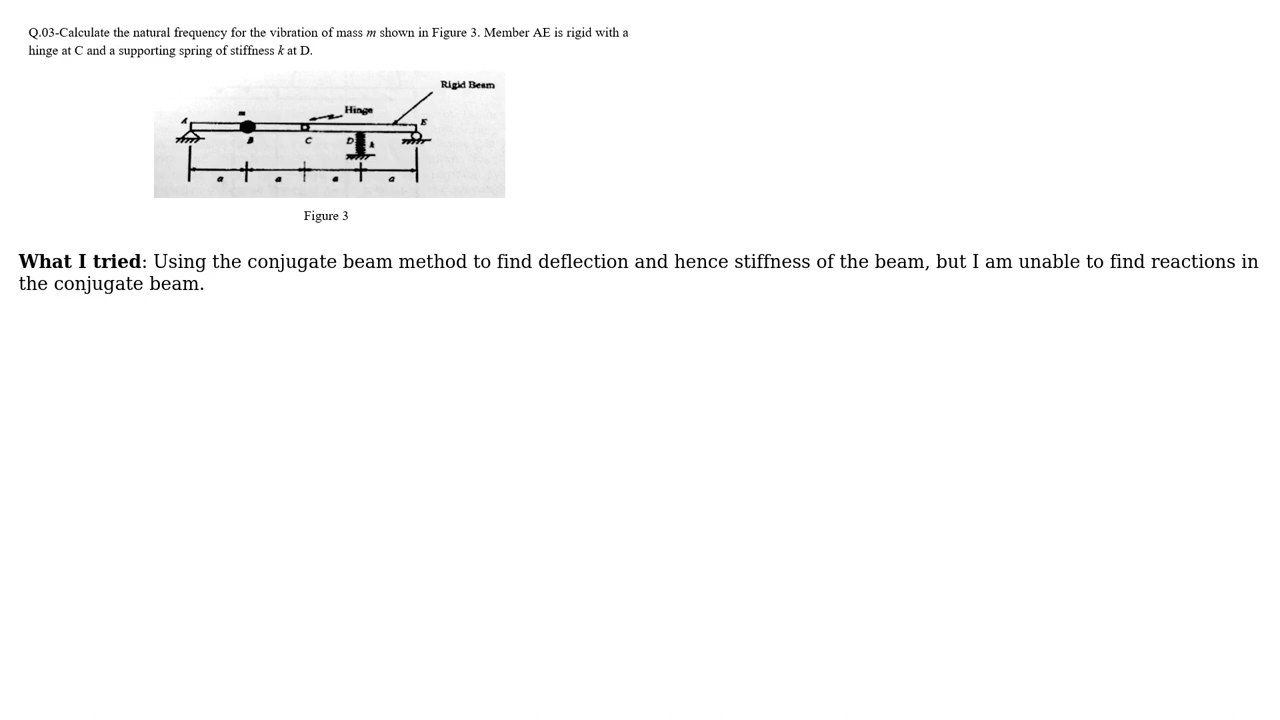 Q.03-Calculate the natural frequency for the vibration of mass m shown in Figure 3. Member AE is rigid with a
hinge at C and a supporting spring of stiffness k at D.
Rigid Beam
Hinge
A
m
E
B
C
D
k
a
a
a
a
Figure 3
What I tried: Using the conjugate beam method to find deflection and hence stiffness of the beam, but I am unable to find reactions in
the conjugate beam.